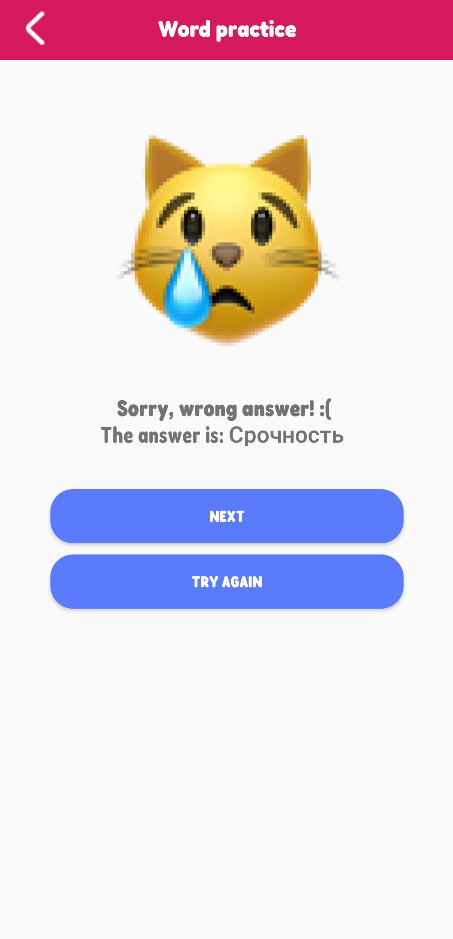 Word practice
Sorry, wrong answer! :(
The answer is: Срочность
NEXT
TRY AGAIN